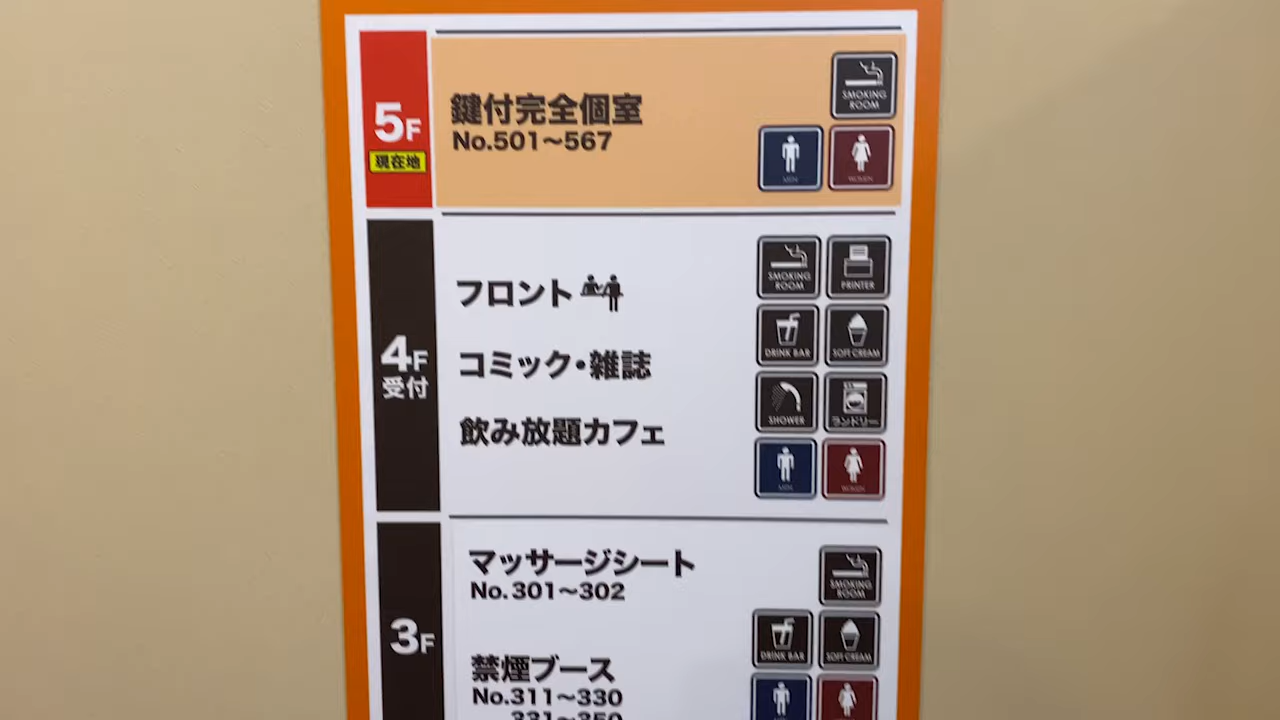 5F
現在地
鍵付完全個室
No.501〜567
SMOKING ROOM
MEN
WOMEN
4F
受付
フロント
コミック・雑誌
飲み放題カフェ
SMOKING ROOM
PRINTER
DRINK BAR
SOFT CREAM
SHOWER
ランドリー
MEN
WOMEN
3F
マッサージシート
No.301〜302
禁煙ブース
No.311〜330
331〜350
SMOKING ROOM
DRINK BAR
SOFT CREAM